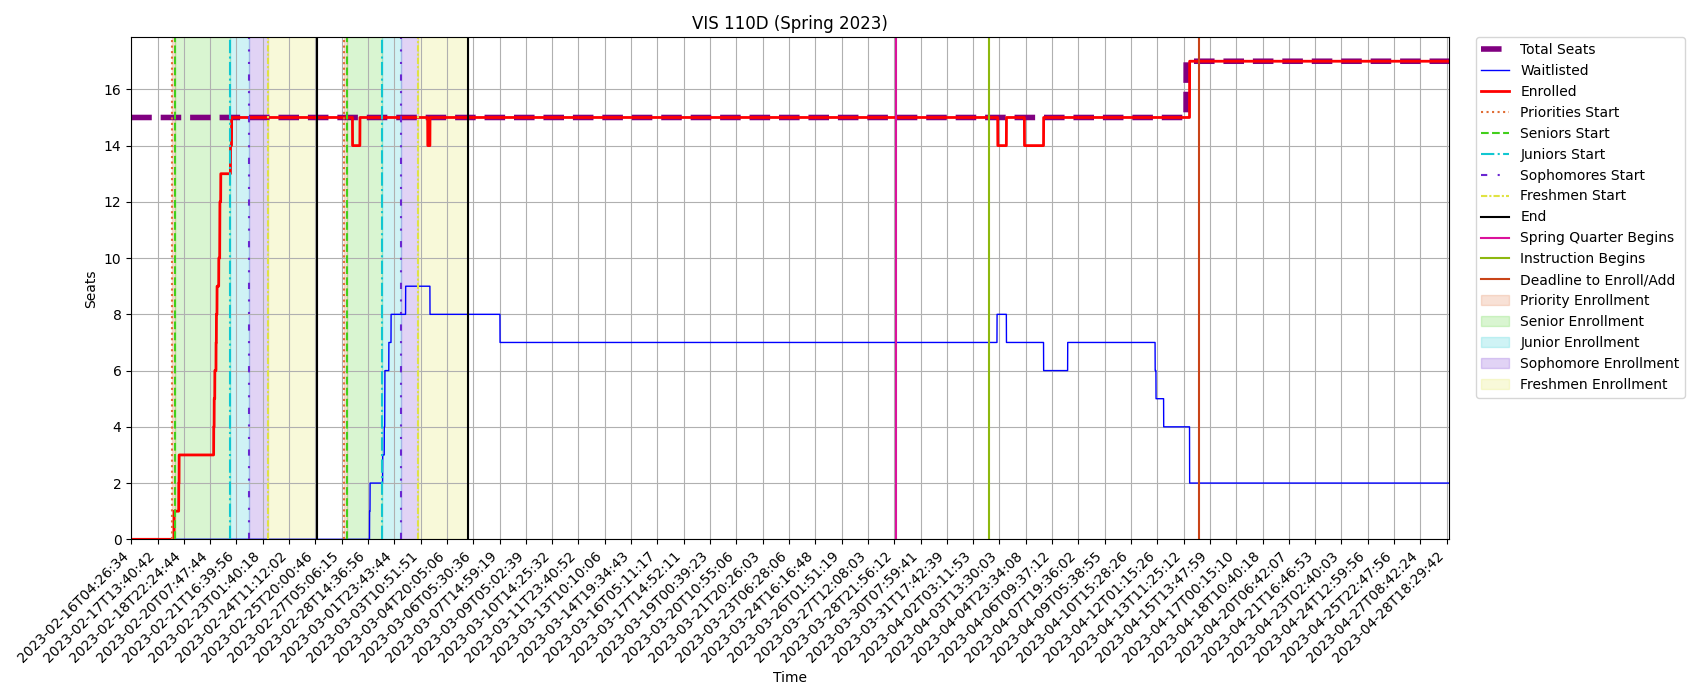 VIS 110D (Spring 2023)
Seats
16
14
12
10
8
6
4
2
0
2023-02-16T04:26:34
2023-02-17T13:40:42
2023-02-18T22:24:44
2023-02-20T07:47:44
2023-02-21T16:39:56
2023-02-23T01:40:18
2023-02-24T11:12:02
2023-02-25T20:00:46
2023-02-27T05:06:15
2023-02-28T14:36:56
2023-03-01T23:43:44
2023-03-03T10:51:51
2023-03-04T20:05:06
2023-03-06T05:30:36
2023-03-07T14:59:19
2023-03-09T05:02:39
2023-03-10T14:25:32
2023-03-11T23:40:52
2023-03-13T10:10:06
2023-03-14T19:34:43
2023-03-16T05:11:17
2023-03-17T14:52:11
2023-03-19T00:39:23
2023-03-20T10:55:06
2023-03-21T20:26:03
2023-03-23T06:28:06
2023-03-24T16:16:48
2023-03-26T01:51:19
2023-03-27T12:08:03
2023-03-28T21:56:12
2023-03-30T07:59:41
2023-03-31T17:42:39
2023-04-02T03:11:53
2023-04-03T13:30:03
2023-04-04T23:34:08
2023-04-06T09:37:12
2023-04-07T19:36:02
2023-04-09T05:38:55
2023-04-10T15:28:26
2023-04-12T01:15:26
2023-04-13T11:25:12
2023-04-15T13:47:59
2023-04-17T00:15:10
2023-04-18T10:40:18
2023-04-20T06:42:07
2023-04-21T16:46:53
2023-04-23T02:40:03
2023-04-24T12:59:56
2023-04-25T22:47:56
2023-04-27T08:42:24
2023-04-28T18:29:42
Time
Total Seats
Waitlisted
Enrolled
Priorities Start
Seniors Start
Juniors Start
Sophomores Start
Freshmen Start
End
Spring Quarter Begins
Instruction Begins
Deadline to Enroll/Add
Priority Enrollment
Senior Enrollment
Junior Enrollment
Sophomore Enrollment
Freshmen Enrollment